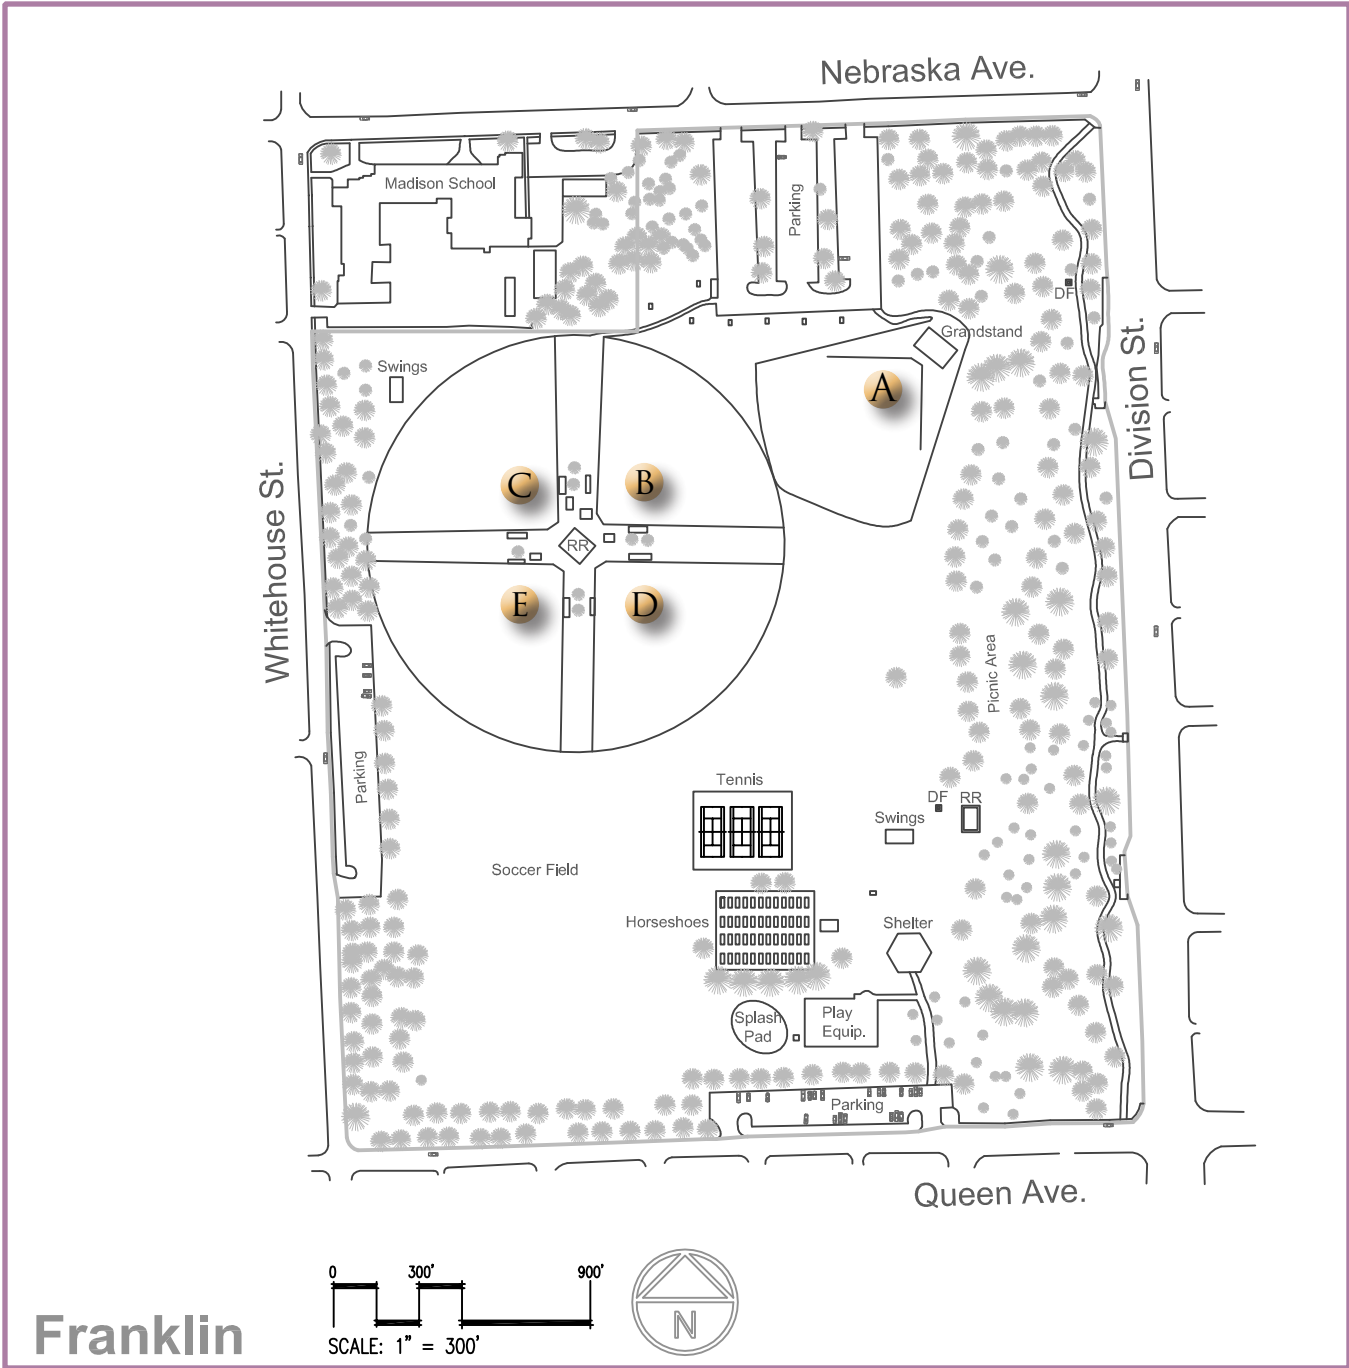 Nebraska Ave.
Madison School
Parking
DF
Grandstand
Swings
A
Division St.
C
B
Whitehouse St.
RR
E
D
Picnic Area
Parking
Tennis
DF
RR
Swings
Soccer Field
Horseshoes
Shelter
Splash
Pad
Play
Equip.
Parking
Queen Ave.
0
300'
900'
SCALE: 1" = 300'
N
Franklin